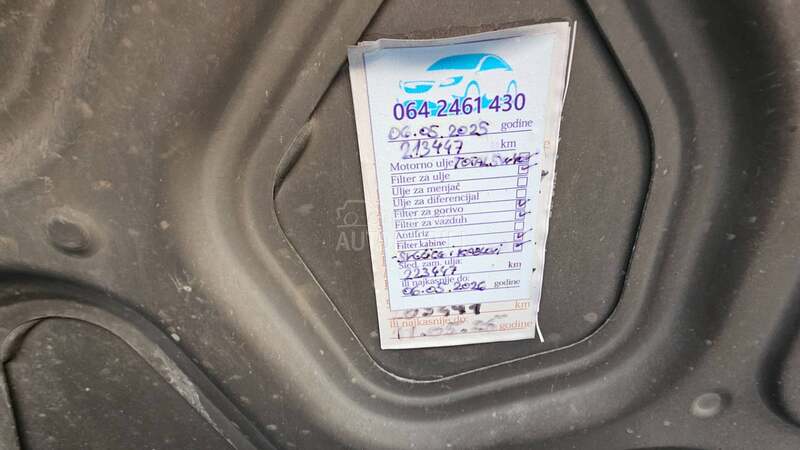 064 2461 430
06.05.2025 godine
213447 km
Motorno ulje TOTAL 5W40
Filter za ulje
Ulje za menjač
Ulje za diferencijal
Filter za gorivo
Filter za vazduh
Antifriz
Filter kabine
Sled. zam. ulja:
223447 km
ili najkasnije do:
06.05.2026 godine
km
ili najkasnije do:
godine